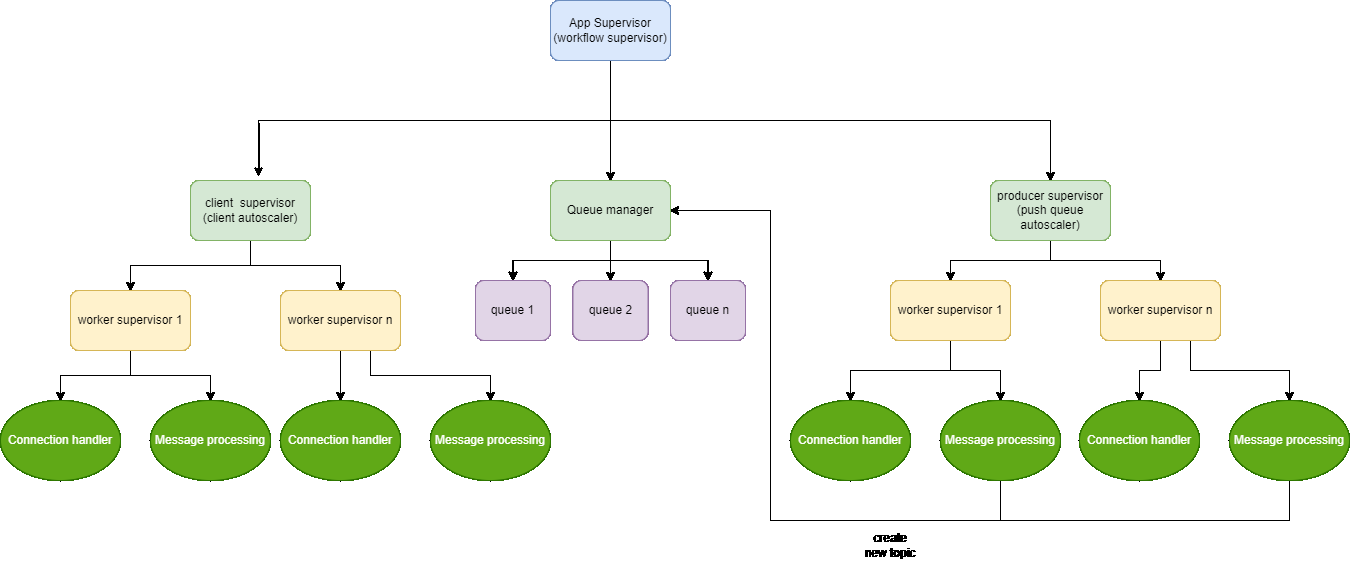 App Supervisor
(workflow supervisor)
client supervisor
(client autoscaler)
Queue manager
producer supervisor
(push queue
autoscaler)
worker supervisor 1
worker supervisor n
queue 1
queue 2
queue n
worker supervisor 1
worker supervisor n
Connection handler
Message processing
Connection handler
Message processing
Connection handler
Message processing
Connection handler
Message processing
create
new topic